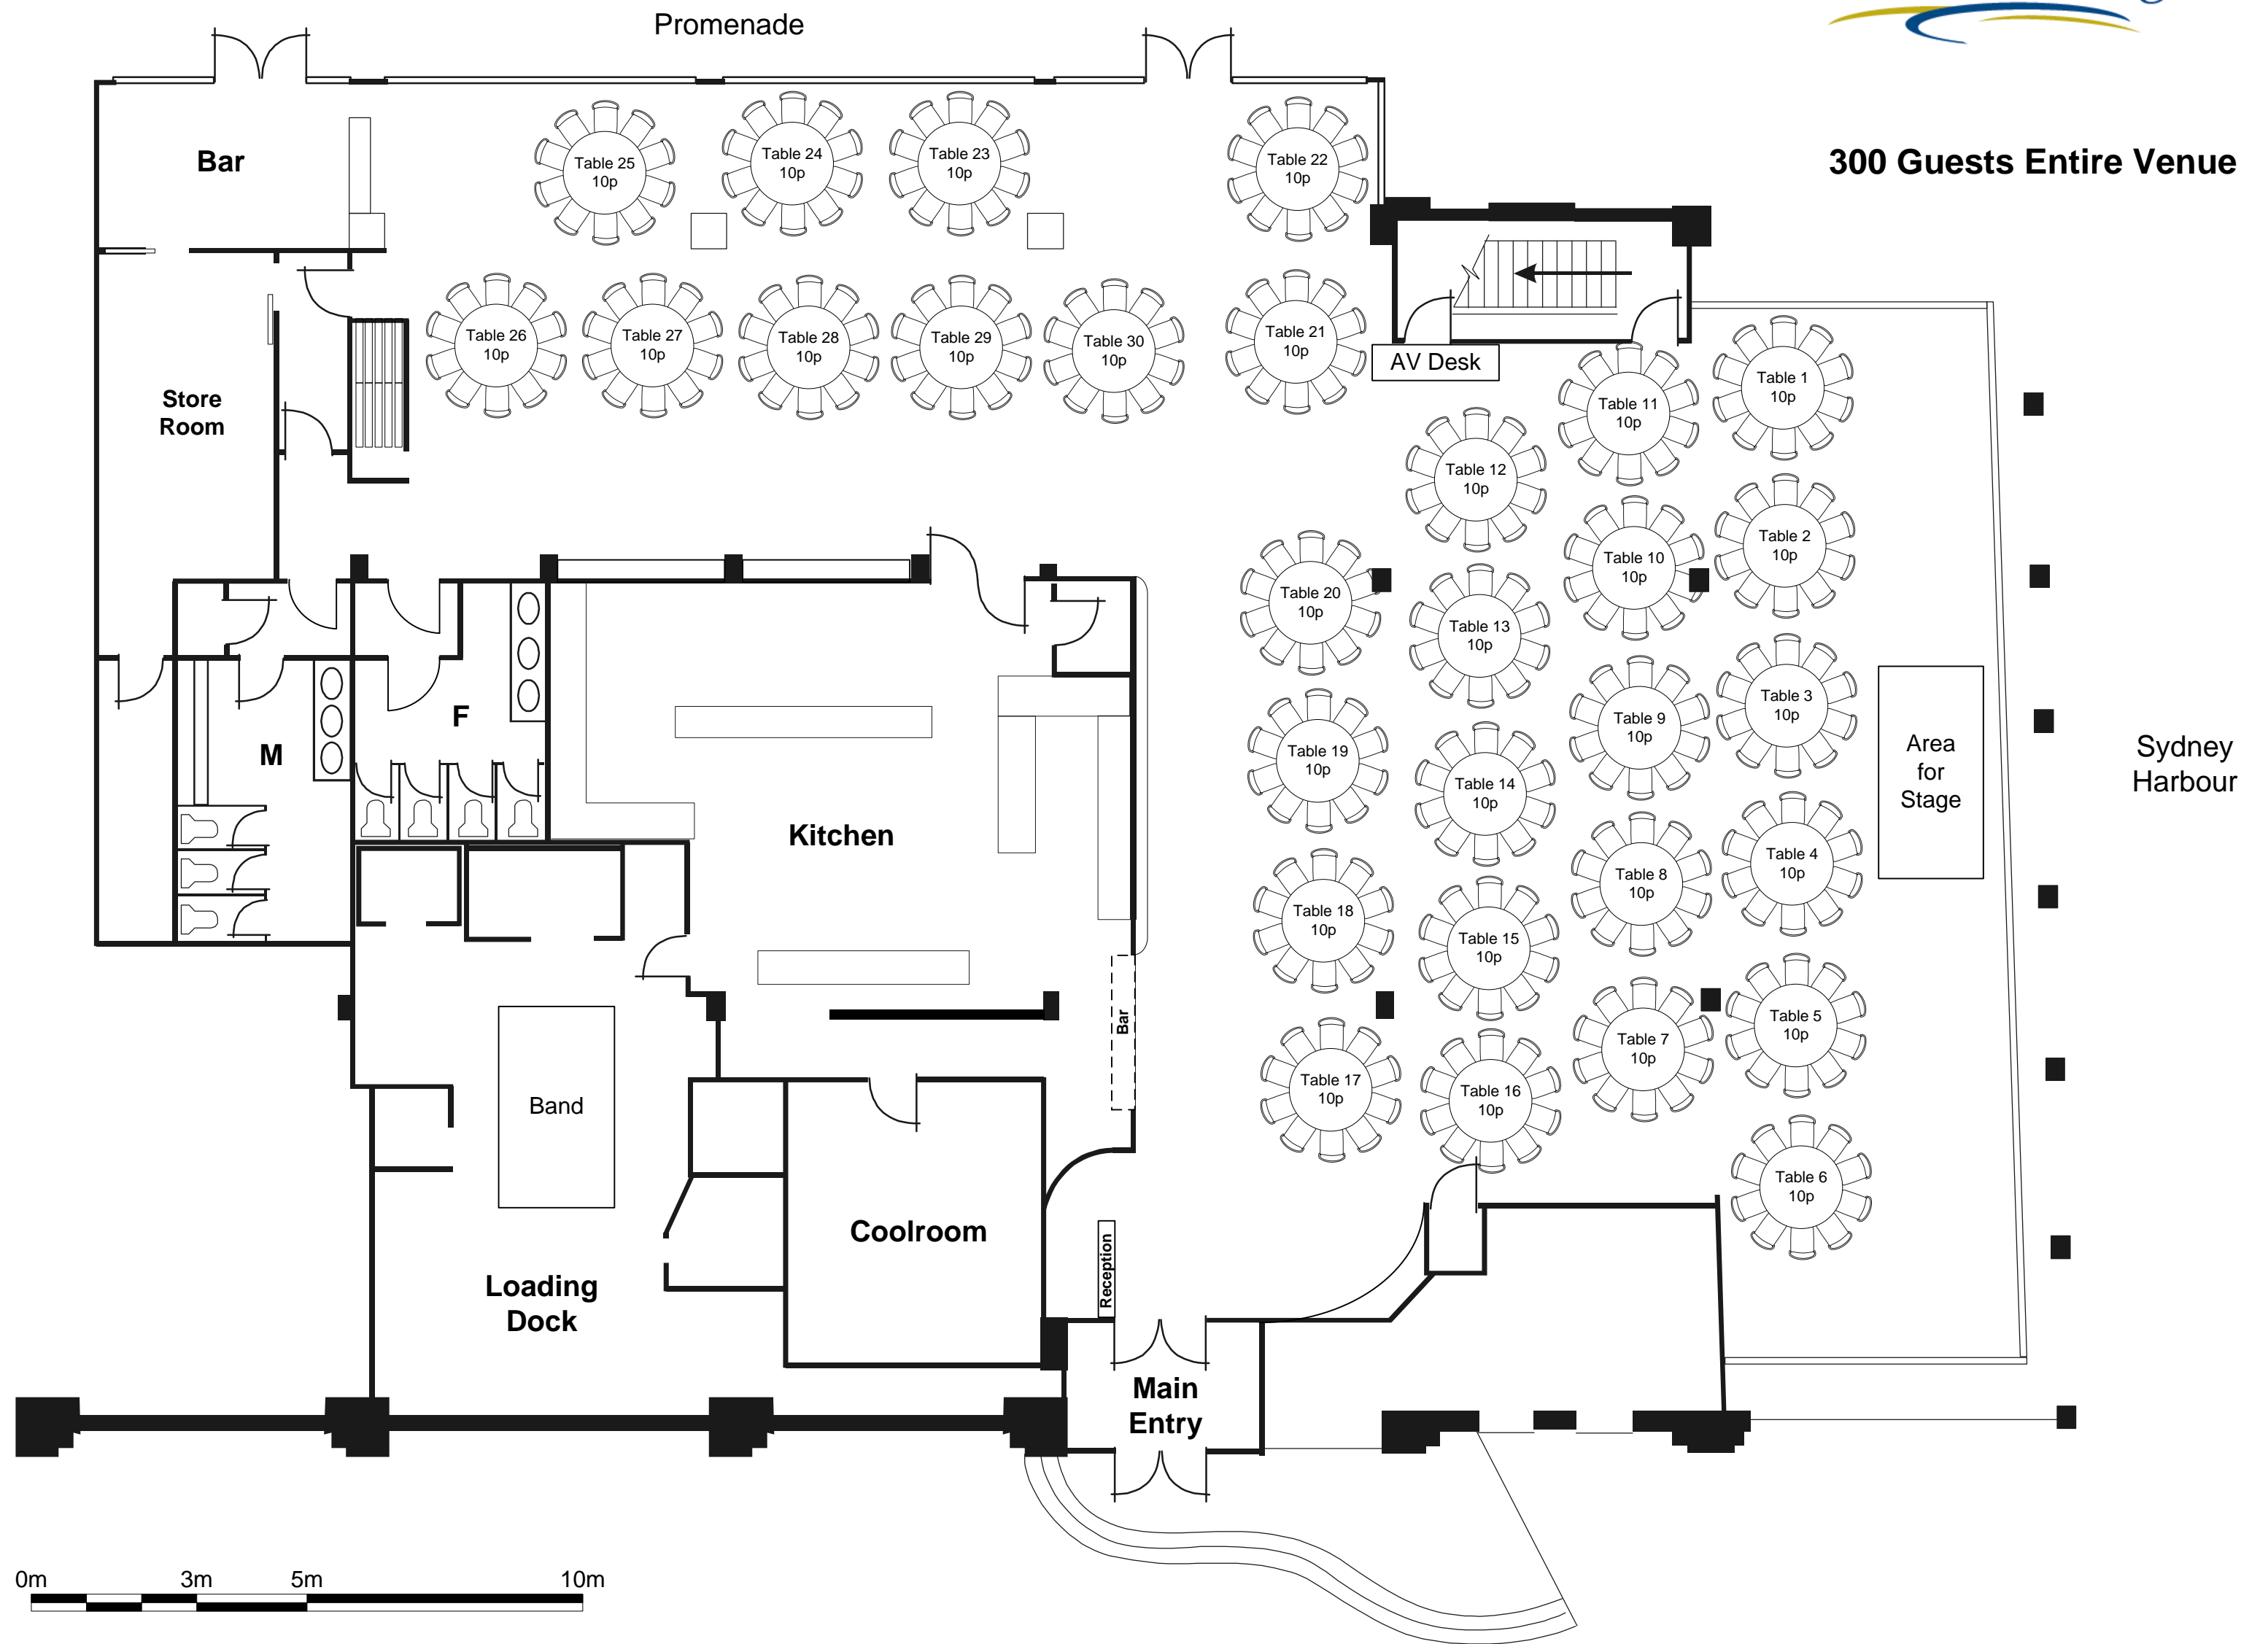 Promenade
300 Guests Entire Venue
Bar
Table 25
10p
Table 24
10p
Table 23
10p
Table 22
10p
Table 26
10p
Table 27
10p
Table 28
10p
Table 29
10p
Table 30
10p
Table 21
10p
AV Desk
Store
Room
Table 1
10p
Table 11
10p
Table 12
10p
Table 2
10p
Table 10
10p
Table 20
10p
Table 13
10p
Table 3
10p
Table 9
10p
Table 19
10p
Table 14
10p
Area
for
Stage
Sydney
Harbour
F
M
Kitchen
Table 4
10p
Table 8
10p
Table 18
10p
Table 15
10p
Bar
Table 5
10p
Table 7
10p
Table 17
10p
Table 16
10p
Band
Table 6
10p
Coolroom
Reception
Loading
Dock
Main
Entry
0m 3m 5m 10m